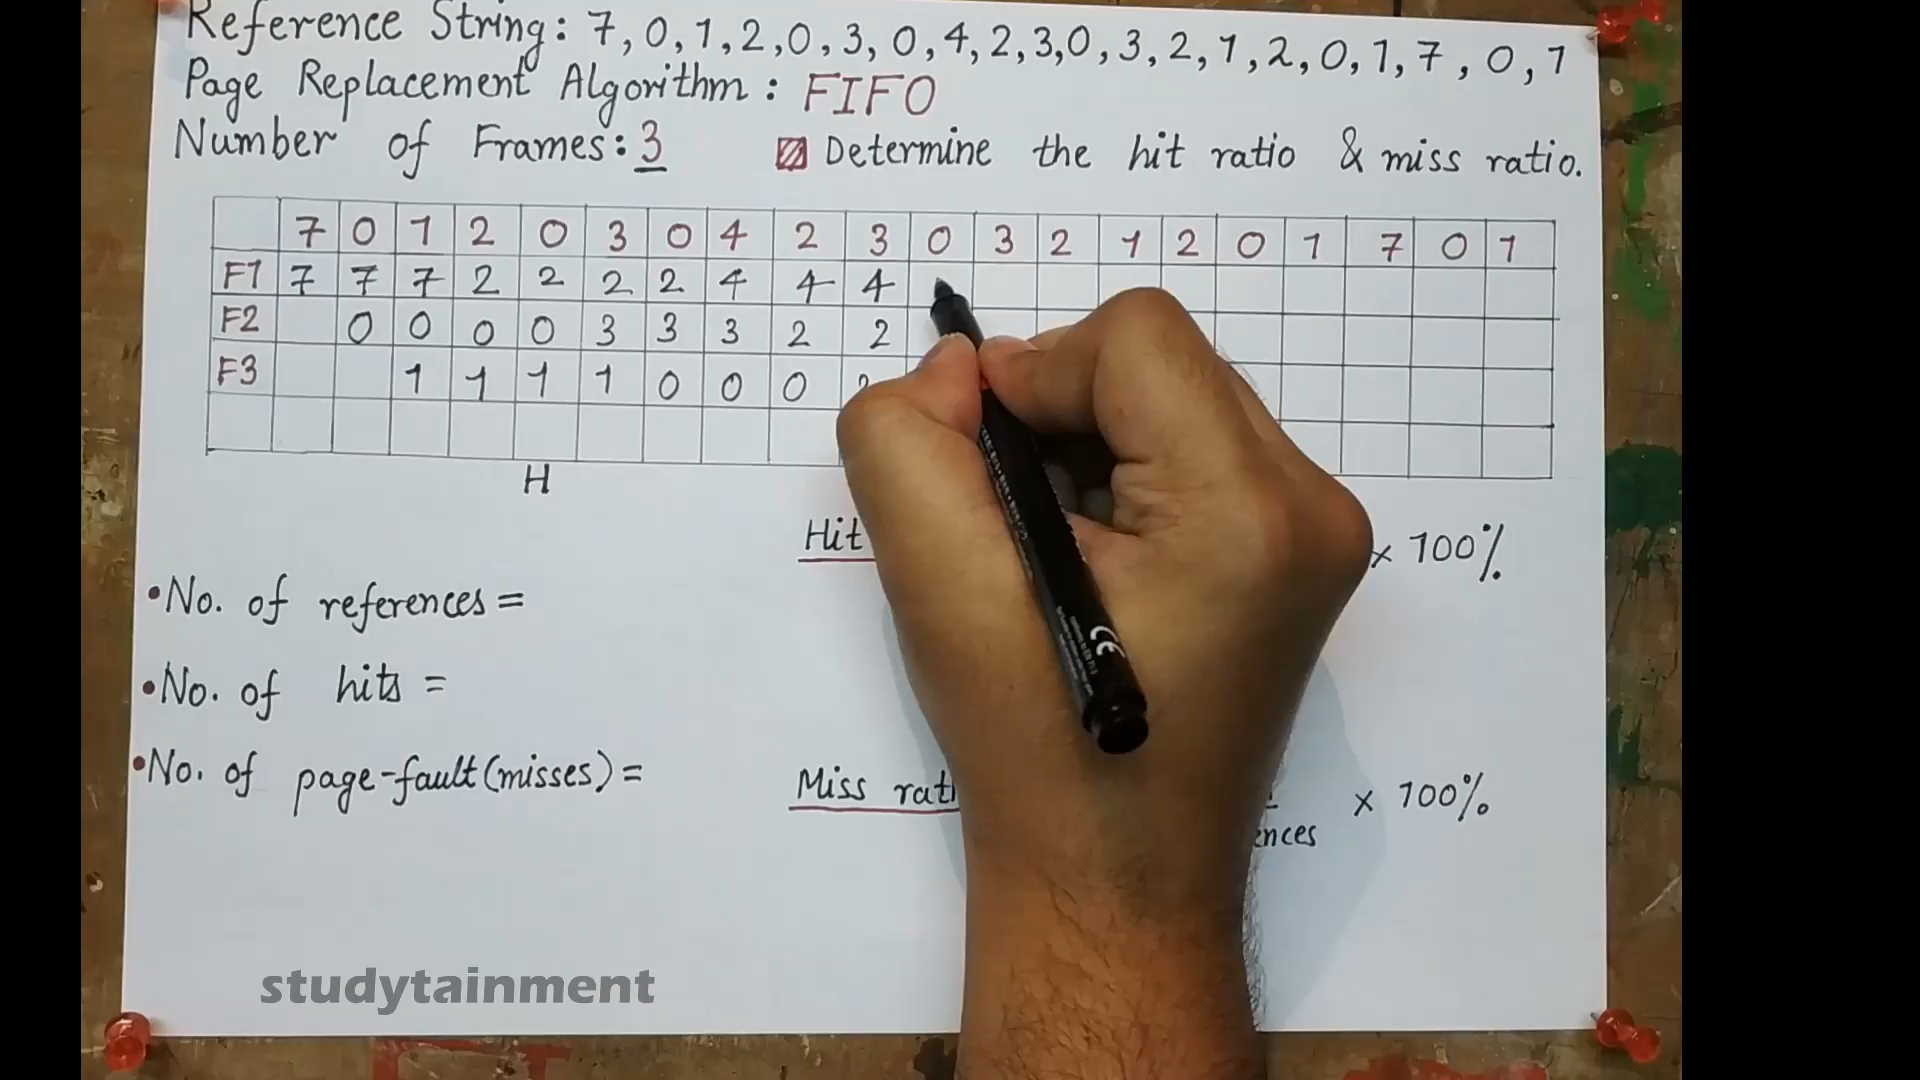 Reference String: 7, 0, 1, 2, 0, 3, 0, 4, 2, 3, 0, 3, 2, 1, 2, 0, 1, 7, 0, 1
Page Replacement Algorithm: FIFO
Number of Frames: 3 Determine the hit ratio & miss ratio.
7 0 1 2 0 3 0 4 2 3 0 3 2 1 2 0 1 7 0 1
F1 7 7 7 2 2 2 2 4 4 4
F2 0 0 0 0 3 3 3 2 2
F3 1 1 1 1 0 0 0
H
Hit × 100%
•No. of references =
•No. of hits =
•No. of page-fault(misses) =
Miss × 100%
CE
studytainment